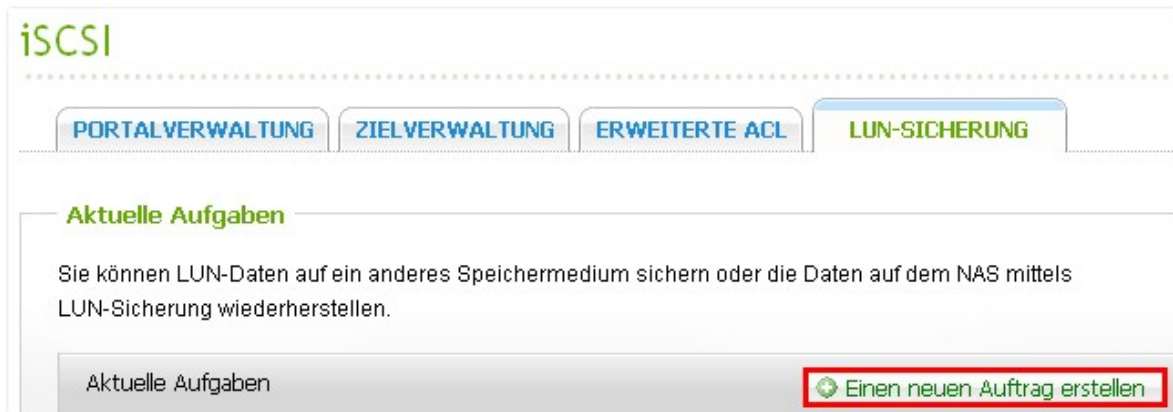 iSCSI
PORTALVERWALTUNG ZIELVERWALTUNG ERWEITERTE ACL LUN-SICHERUNG
Aktuelle Aufgaben
Sie können LUN-Daten auf ein anderes Speichermedium sichern oder die Daten auf dem NAS mittels
LUN-Sicherung wiederherstellen.
Aktuelle Aufgaben Einen neuen Auftrag erstellen